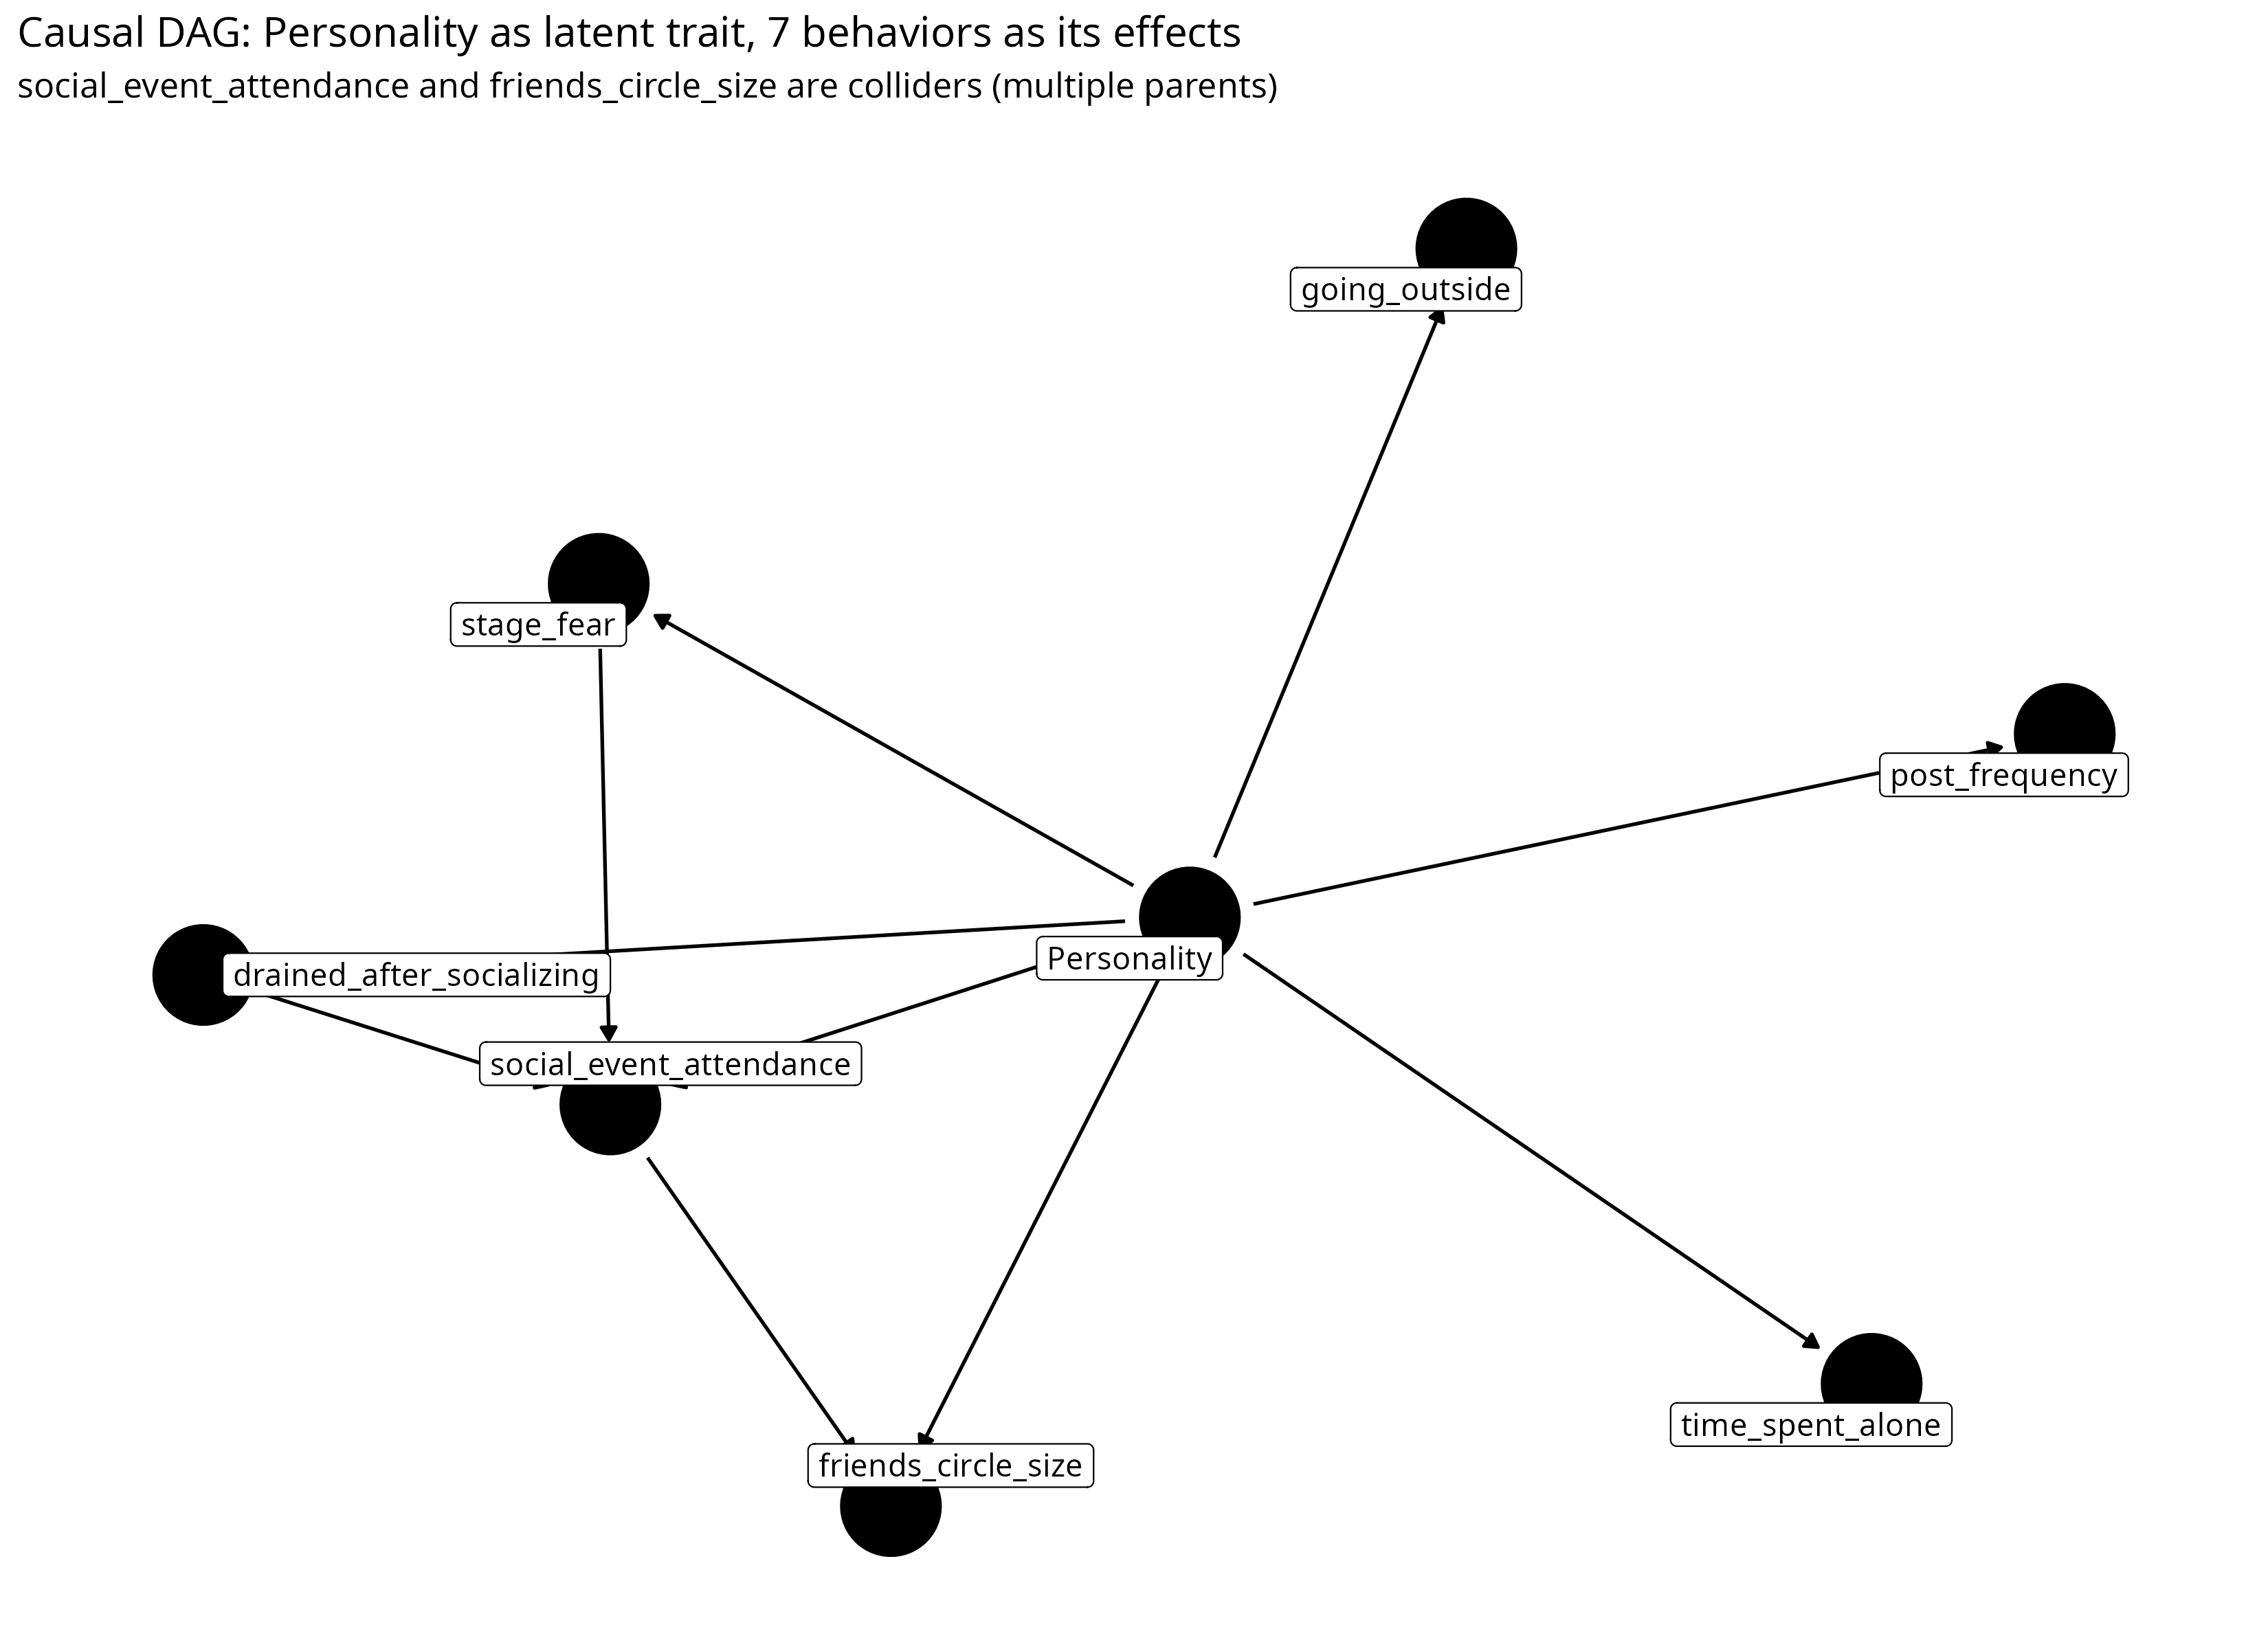 Causal DAG: Personality as latent trait, 7 behaviors as its effects
social_event_attendance and friends_circle_size are colliders (multiple parents)
going_outside
stage_fear
post_frequency
Personality
drained_after_socializing
social_event_attendance
time_spent_alone
friends_circle_size